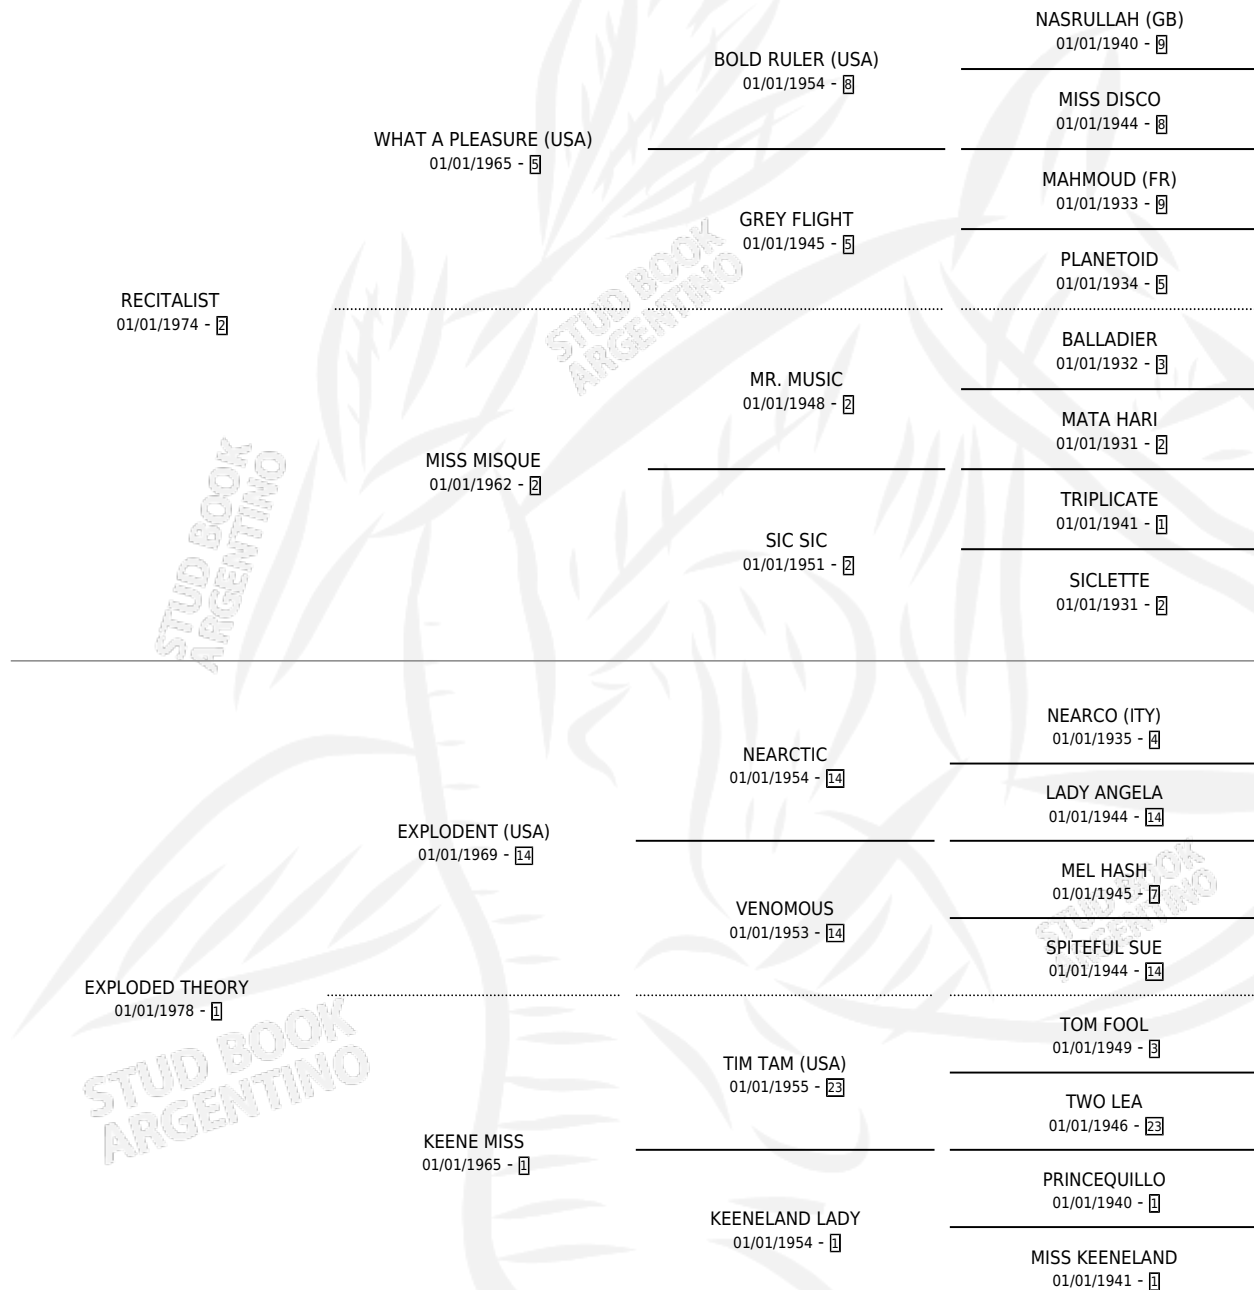 NASRULLAH (GB)
01/01/1940 - 9
BOLD RULER (USA)
01/01/1954 - 8
MISS DISCO
01/01/1944 - 8
WHAT A PLEASURE (USA)
01/01/1965 - 5
MAHMOUD (FR)
01/01/1933 - 9
GREY FLIGHT
01/01/1945 - 5
PLANETOID
01/01/1934 - 5
RECITALIST
01/01/1974 - 2
BALLADIER
01/01/1932 - 3
MR. MUSIC
01/01/1948 - 2
MATA HARI
01/01/1931 - 2
MISS MISQUE
01/01/1962 - 2
TRIPLICATE
01/01/1941 - 1
SIC SIC
01/01/1951 - 2
SICLETTE
01/01/1931 - 2
NEARCO (ITY)
01/01/1935 - 4
NEARCTIC
01/01/1954 - 14
LADY ANGELA
01/01/1944 - 14
EXPLODENT (USA)
01/01/1969 - 14
MEL HASH
01/01/1945 - 7
VENOMOUS
01/01/1953 - 14
SPITEFUL SUE
01/01/1944 - 14
EXPLODED THEORY
01/01/1978 - 1
TOM FOOL
01/01/1949 - 3
TIM TAM (USA)
01/01/1955 - 23
TWO LEA
01/01/1946 - 23
KEENE MISS
01/01/1965 - 1
PRINCEQUILLO
01/01/1940 - 1
KEENELAND LADY
01/01/1954 - 1
MISS KEENELAND
01/01/1941 - 1
STUD BOOK
ARGENTINO
STUD BOOK
ARGENTINO
STUD BOOK
ARGENTINO
STUD BOOK
ARGENTINO